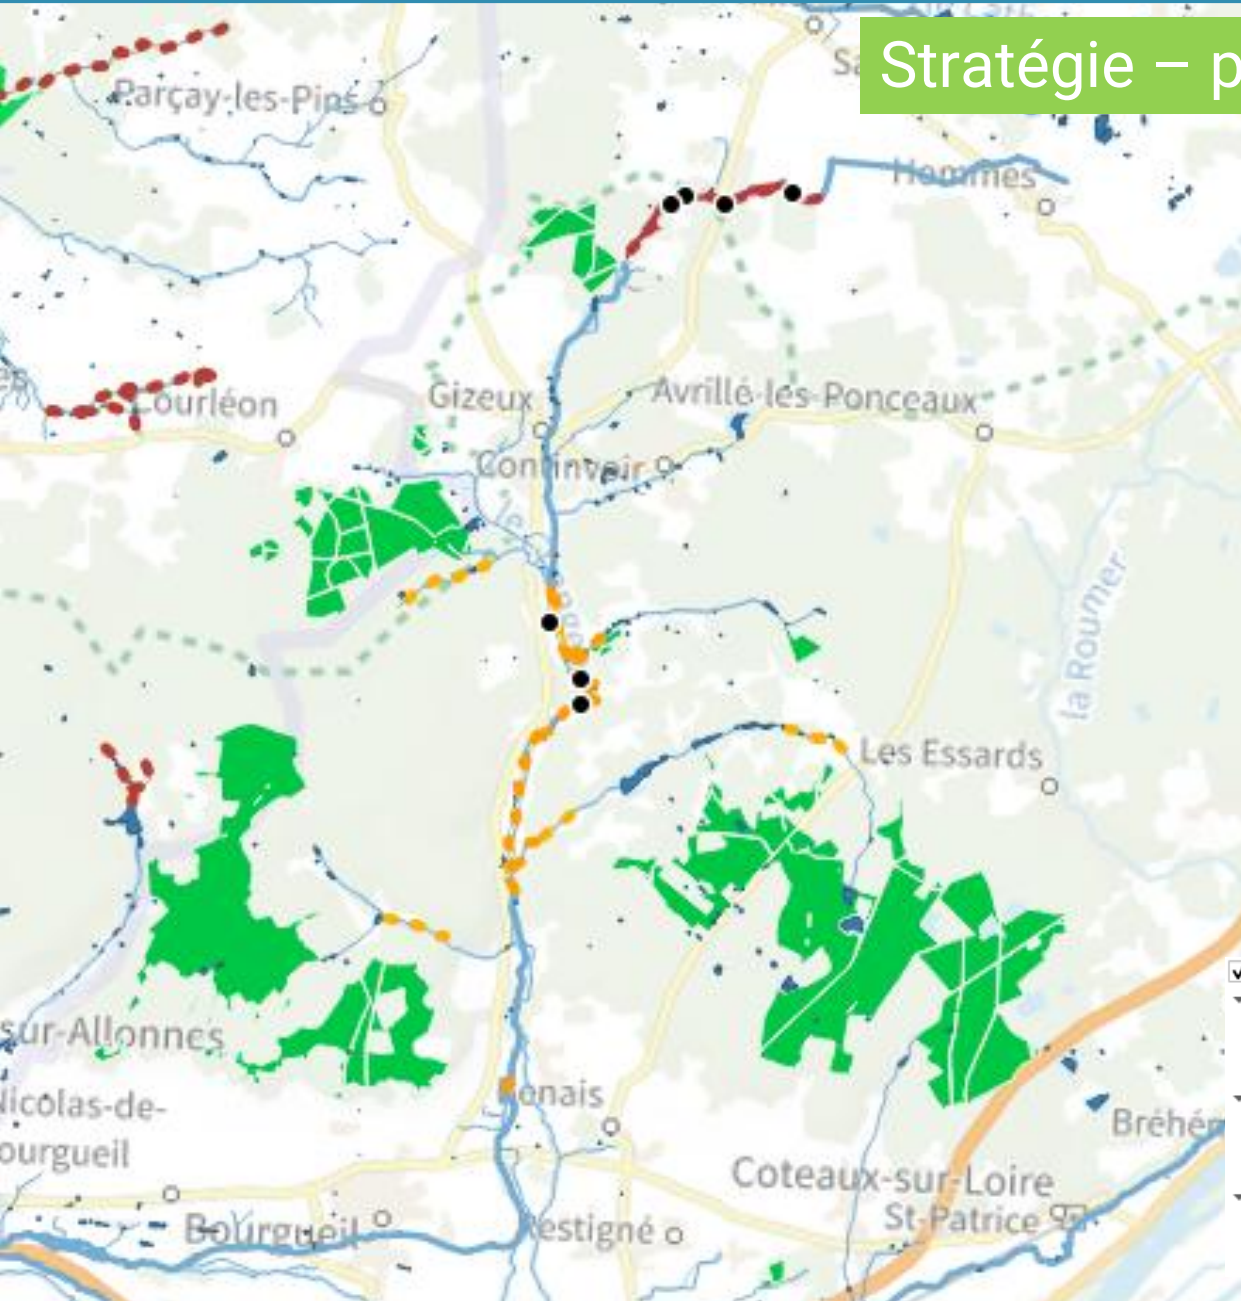 Stratégie – p
Sa
Parçay-les-Pins
Hommes
Courléon
Gizeux
Avrillé-les-Ponceaux
Continvoir
la Roumer
Les Essards
sur-Allonnes
Nicolas-de-
ourgueil
Benais
Bréhém
Coteaux-sur-Loire
St-Patrice
Bourgueil
Restigné